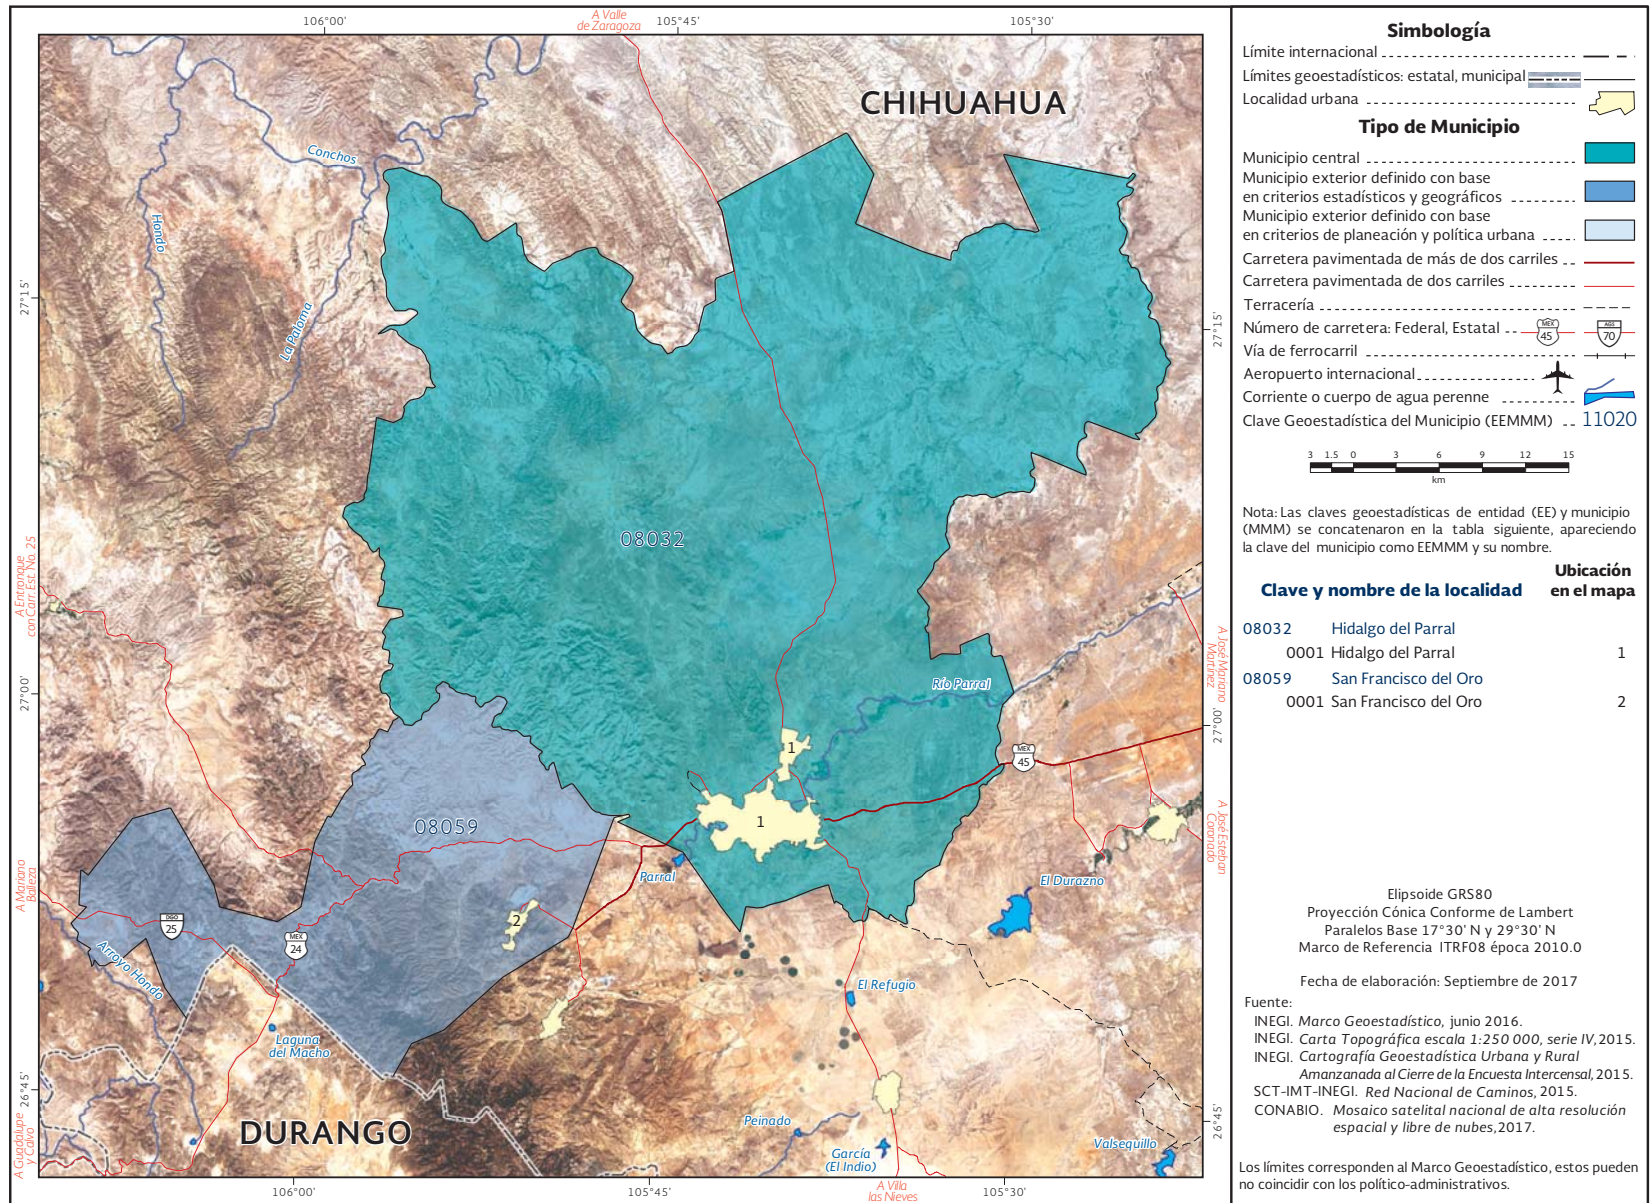 106°00'
A Valle
de Zaragoza
105°45'
105°30'
CHIHUAHUA
Conchos
Hondo
La Paloma
27°15'
27°15'
08032
A Entronque
con Carr. Est. No. 25
A José Mariano
Martínez
Río Parral
27°00'
27°00'
MEX
45
1
1
08059
A José Esteban
Coronado
Parral
El Durazno
A Mariano
Balleza
2
DGO
25
MEX
24
Arroyo Hondo
El Refugio
Laguna
del Macho
26°45'
26°45'
DURANGO
Peinado
García
(El Indio)
Valsequillo
A Guadalupe
y Calvo
106°00'
105°45'
A Villa
las Nieves
105°30'
Simbología
Límite internacional
Límites geoestadísticos: estatal, municipal
Localidad urbana
Tipo de Municipio
Municipio central
Municipio exterior definido con base
en criterios estadísticos y geográficos
Municipio exterior definido con base
en criterios de planeación y política urbana
Carretera pavimentada de más de dos carriles
Carretera pavimentada de dos carriles
Terracería
Número de carretera: Federal, Estatal MEX 45 AGS 70
Vía de ferrocarril
Aeropuerto internacional
Corriente o cuerpo de agua perenne
Clave Geoestadística del Municipio (EEMMM) 11020
3 1.5 0 3 6 9 12 15
km
Nota: Las claves geoestadísticas de entidad (EE) y municipio
(MMM) se concatenaron en la tabla siguiente, apareciendo
la clave del municipio como EEMMM y su nombre.
Clave y nombre de la localidad Ubicación
en el mapa
08032 Hidalgo del Parral
0001 Hidalgo del Parral 1
08059 San Francisco del Oro
0001 San Francisco del Oro 2
Elipsoide GRS80
Proyección Cónica Conforme de Lambert
Paralelos Base 17°30' N y 29°30' N
Marco de Referencia ITRF08 época 2010.0
Fecha de elaboración: Septiembre de 2017
Fuente:
INEGI. Marco Geoestadístico, junio 2016.
INEGI. Carta Topográfica escala 1:250 000, serie IV, 2015.
INEGI. Cartografía Geoestadística Urbana y Rural
Amanzanada al Cierre de la Encuesta Intercensal, 2015.
SCT-IMT-INEGI. Red Nacional de Caminos, 2015.
CONABIO. Mosaico satelital nacional de alta resolución
espacial y libre de nubes, 2017.
Los límites corresponden al Marco Geoestadístico, estos pueden
no coincidir con los político-administrativos.